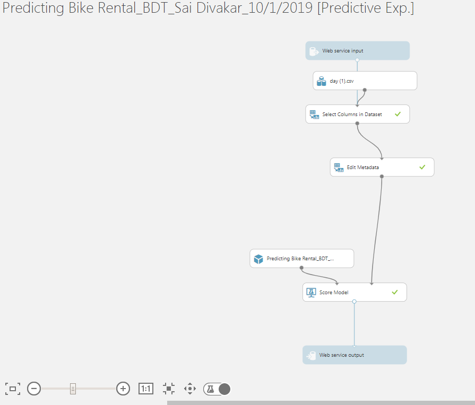 Predicting Bike Rental_BDT_Sai Divakar_10/1/2019 [Predictive Exp.]
Web service input
day (1).csv
Select Columns in Dataset
Edit Metadata
Predicting Bike Rental_BDT_...
Score Model
Web service output
1:1